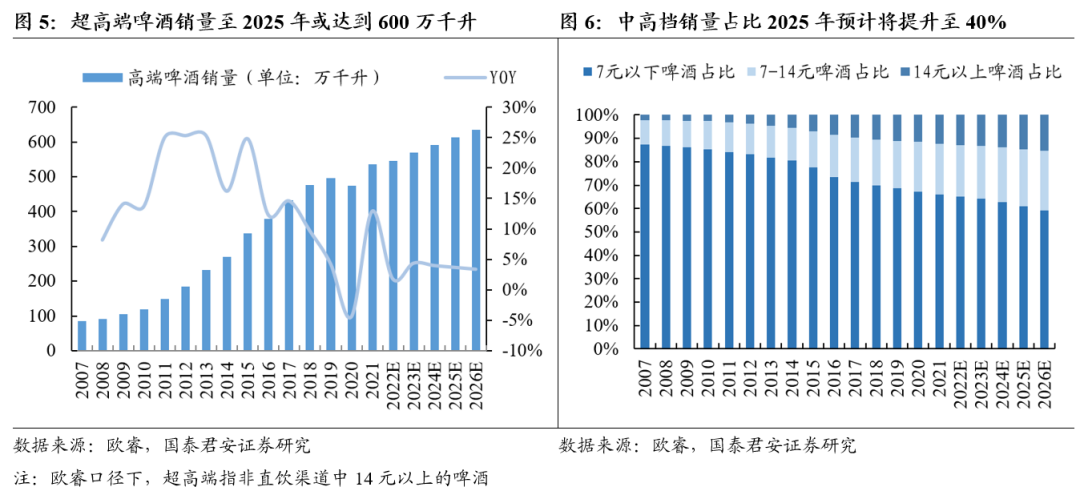 图 5：超高端啤酒销量至 2025 年或达到 600 万千升
高端啤酒销量（单位：万千升）
YOY
700
600
500
400
300
200
100
0
30%
25%
20%
15%
10%
5%
0%
-5%
-10%
2007
2008
2009
2010
2011
2012
2013
2014
2015
2016
2017
2018
2019
2020
2021
2022E
2023E
2024E
2025E
2026E
数据来源：欧睿，国泰君安证券研究
注：欧睿口径下，超高端指非直饮渠道中 14 元以上的啤酒
图 6：中高挡销量占比 2025 年预计将提升至 40%
7元以下啤酒占比
7-14元啤酒占比
14元以上啤酒占比
100%
90%
80%
70%
60%
50%
40%
30%
20%
10%
0%
2007
2008
2009
2010
2011
2012
2013
2014
2015
2016
2017
2018
2019
2020
2021
2022E
2023E
2024E
2025E
2026E
数据来源：欧睿，国泰君安证券研究